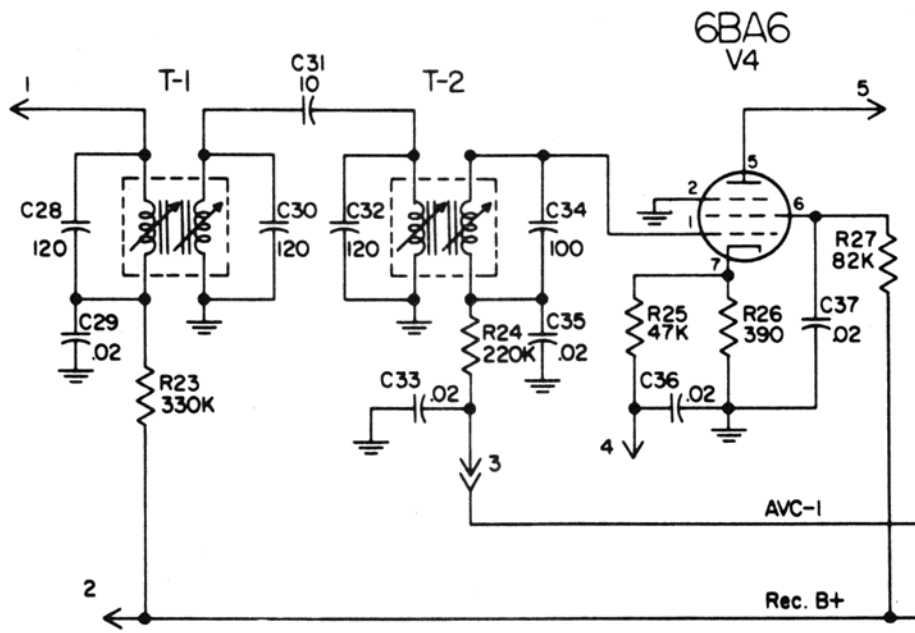 6BA6
V4
1
T-1
C31
10
T-2
5
5
2
6
1
7
C28
120
C30
120
C32
120
C34
100
R27
82K
C29
.02
R23
330K
R24
220K
C35
.02
R25
47K
R26
390
C37
.02
C33
.02
C36
.02
3
4
AVC-1
2
Rec. B+